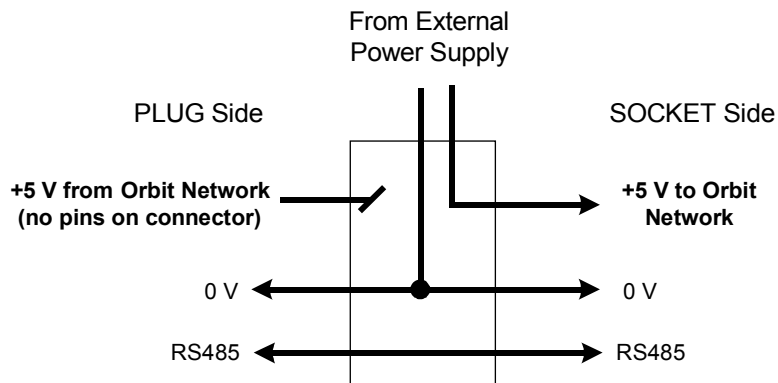 From External
Power Supply
PLUG Side
SOCKET Side
+5 V from Orbit Network
(no pins on connector)
+5 V to Orbit
Network
0 V
0 V
RS485
RS485